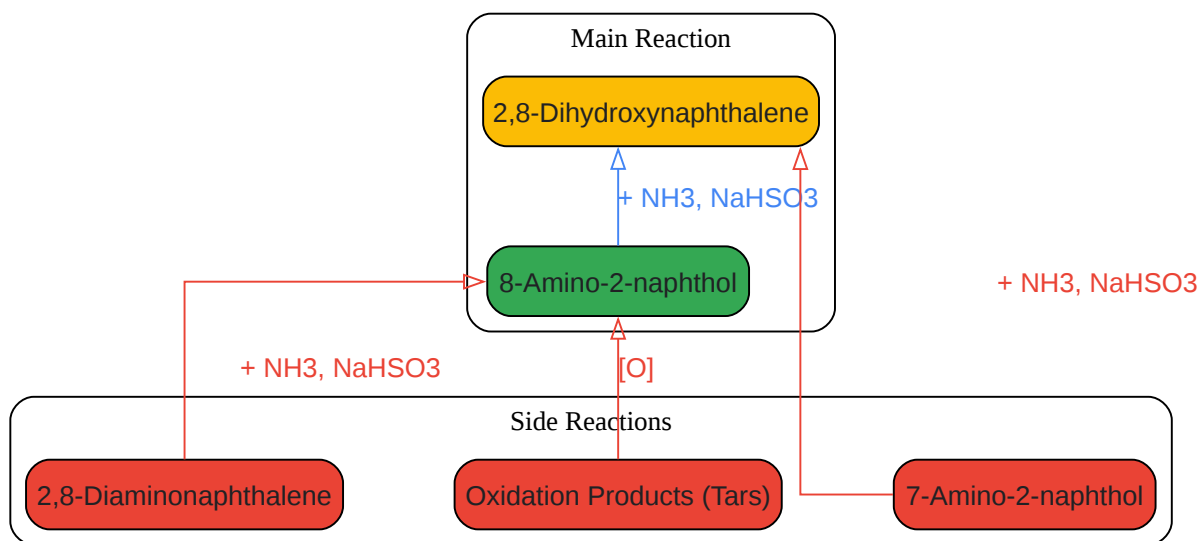 Main Reaction
2,8-Dihydroxynaphthalene
+ NH3, NaHSO3
8-Amino-2-naphthol
+ NH3, NaHSO3
+ NH3, NaHSO3
[O]
Side Reactions
2,8-Diaminonaphthalene
Oxidation Products (Tars)
7-Amino-2-naphthol